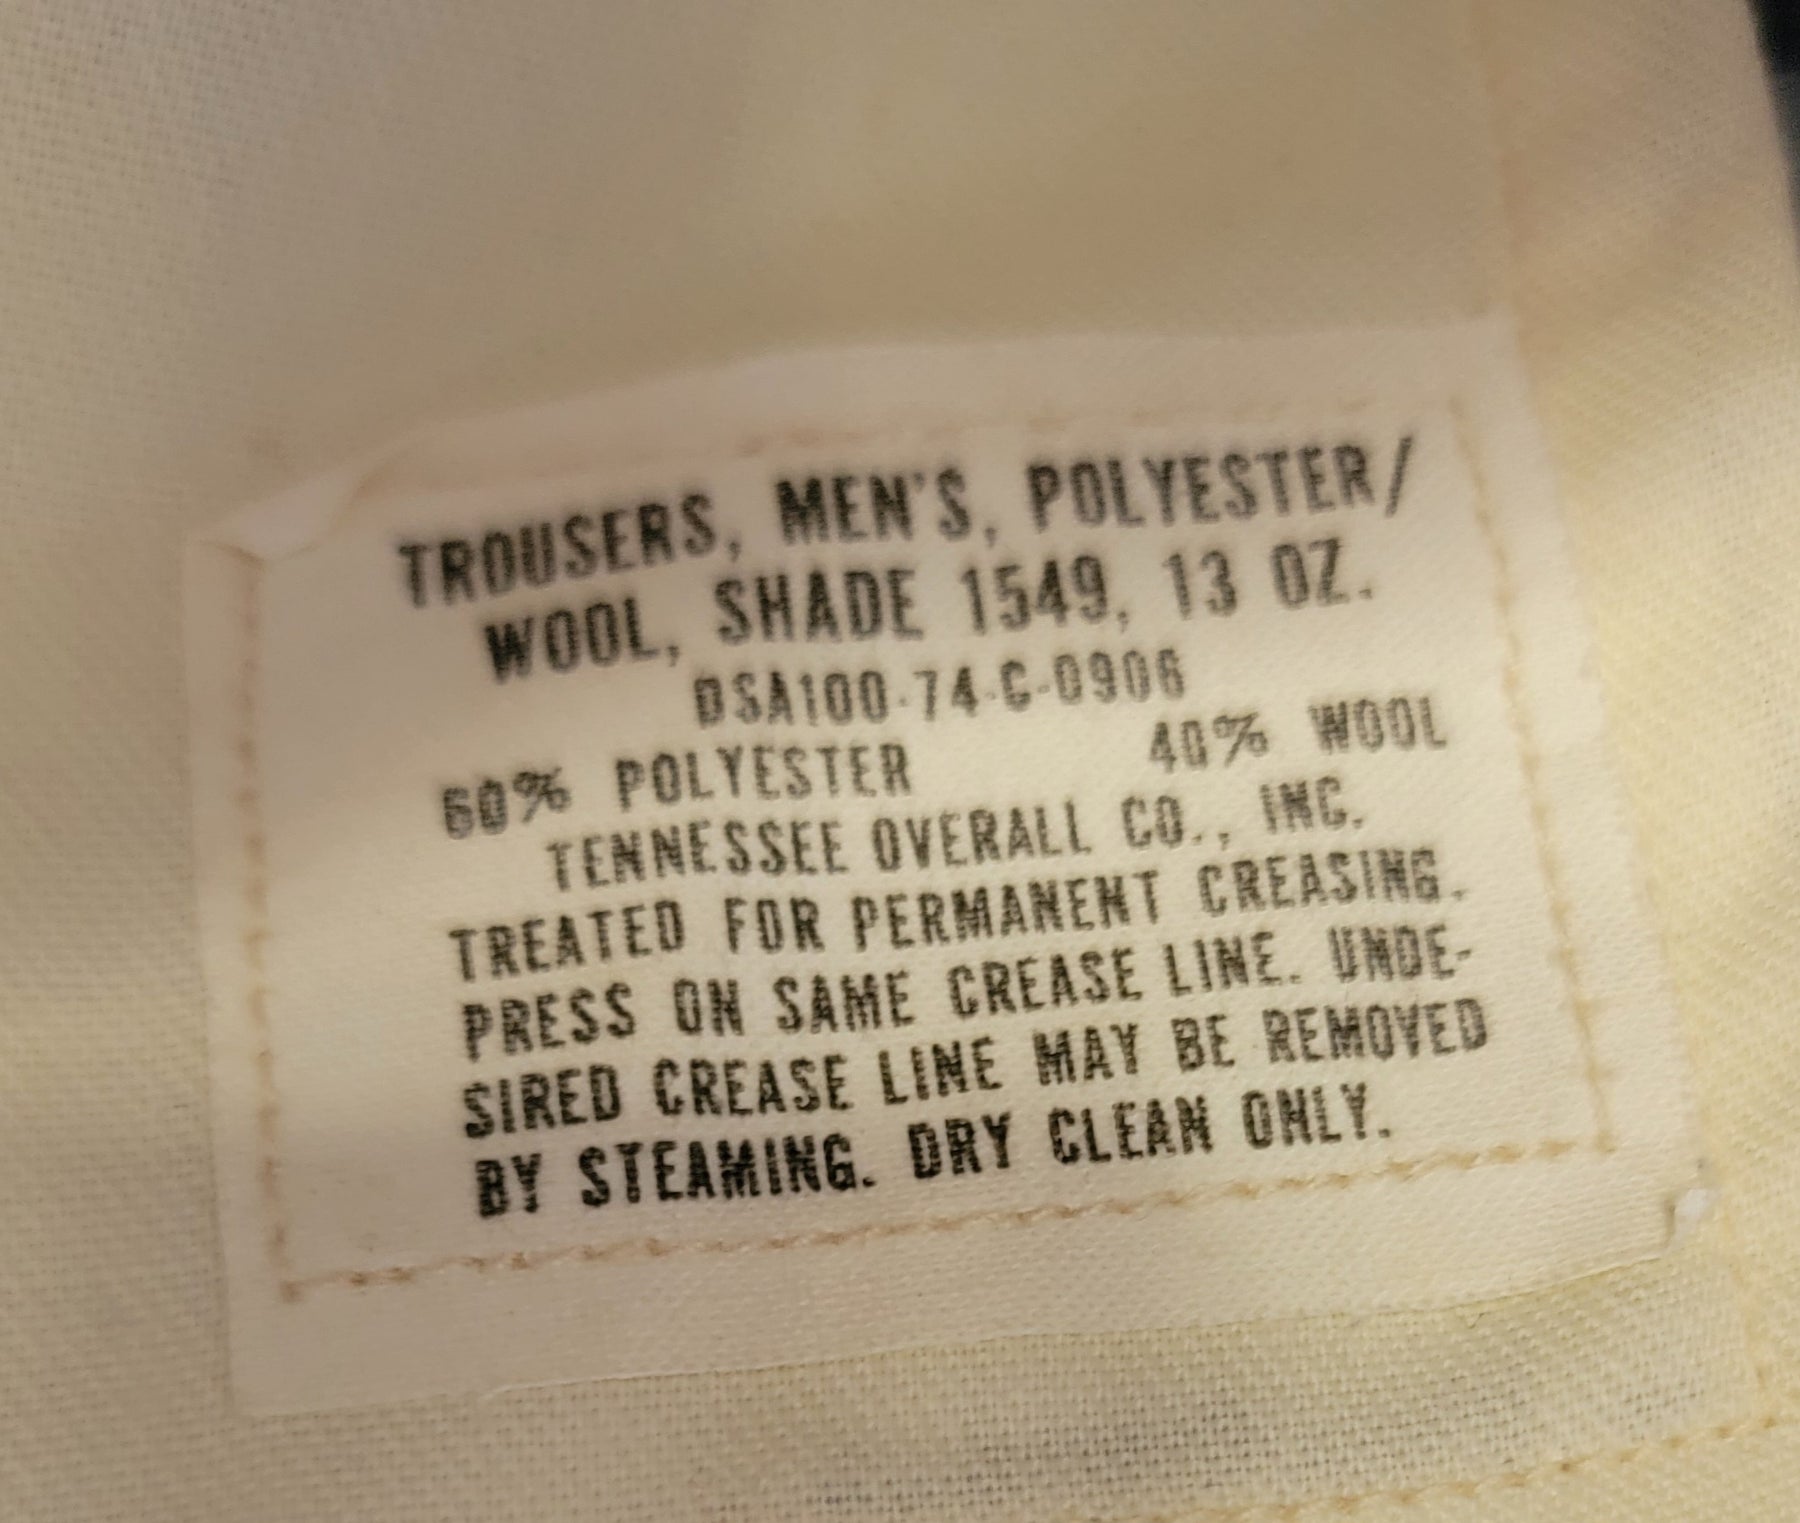 TROUSERS, MEN'S, POLYESTER/
WOOL, SHADE 1549, 13 OZ.
DSA100-74-C-0906
60% POLYESTER 40% WOOL
TENNESSEE OVERALL CO., INC.
TREATED FOR PERMANENT CREASING.
PRESS ON SAME CREASE LINE. UNDE-
SIRED CREASE LINE MAY BE REMOVED
BY STEAMING. DRY CLEAN ONLY.